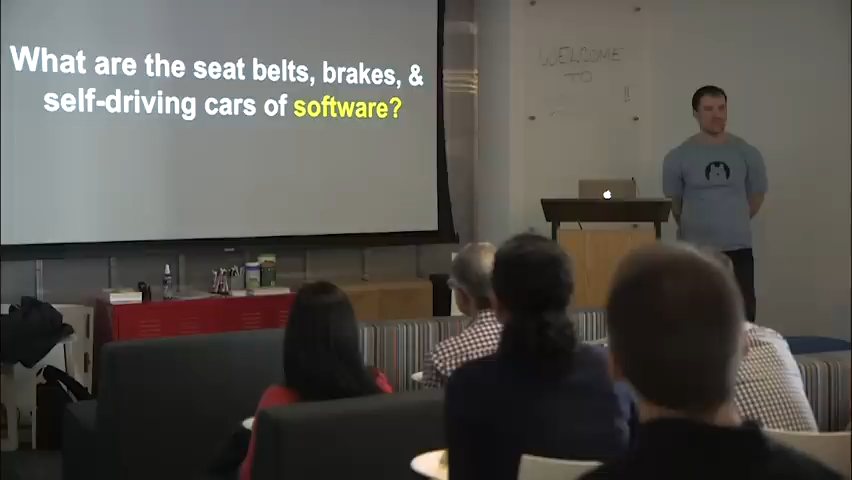 What are the seat belts, brakes, &
self-driving cars of software?
WELCOME
TO
!!